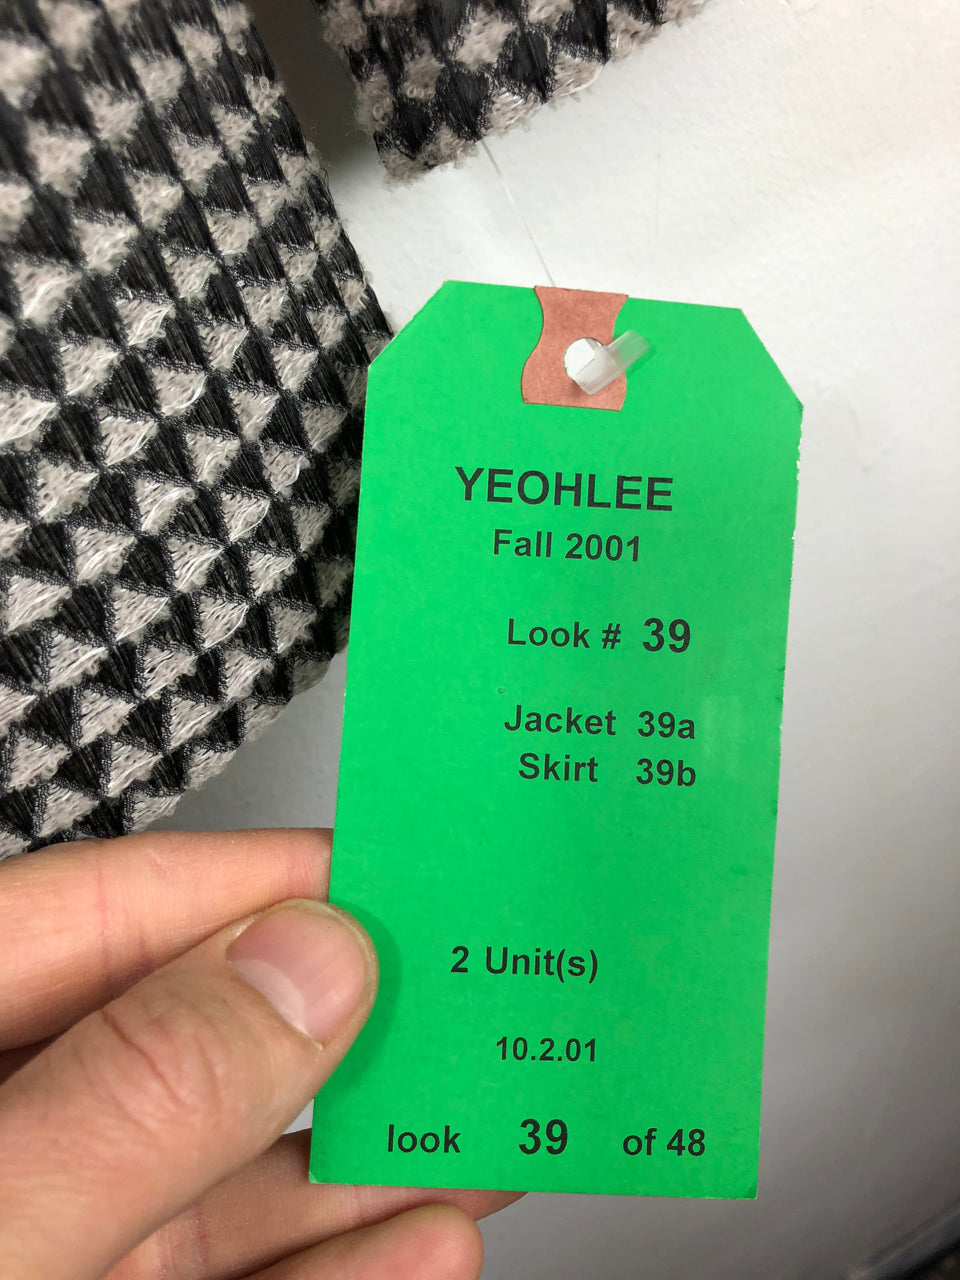 YEOHLEE
Fall 2001
Look # 39
Jacket 39a
Skirt 39b
2 Unit(s)
10.2.01
look 39 of 48